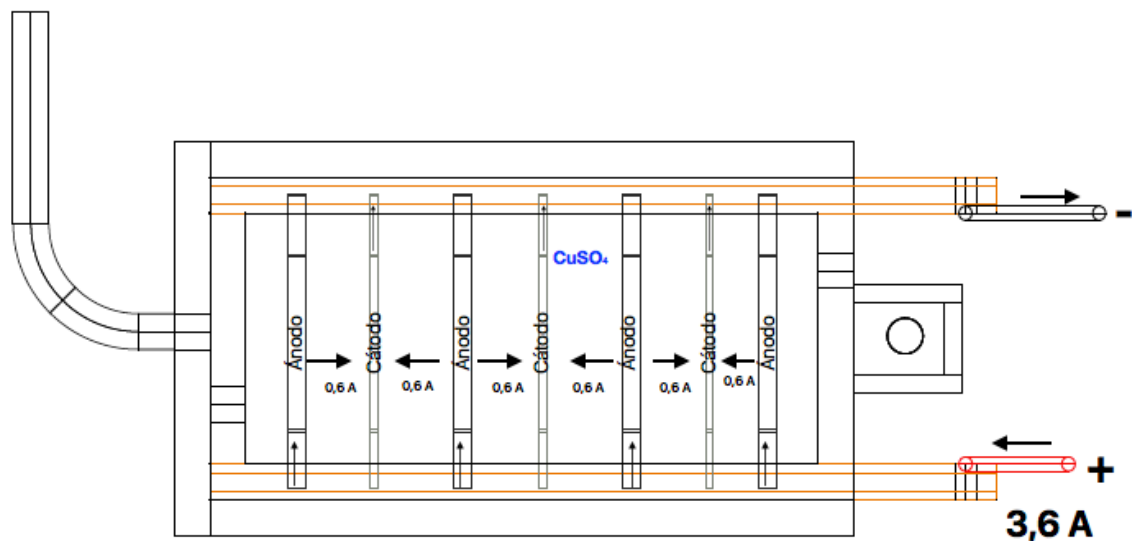 -
CuSO₄
Ánodo
Cátodo
Ánodo
Cátodo
Ánodo
Cátodo
Ánodo
0,6 A
0,6 A
0,6 A
0,6 A
0,6 A
0,6 A
+
3,6 A